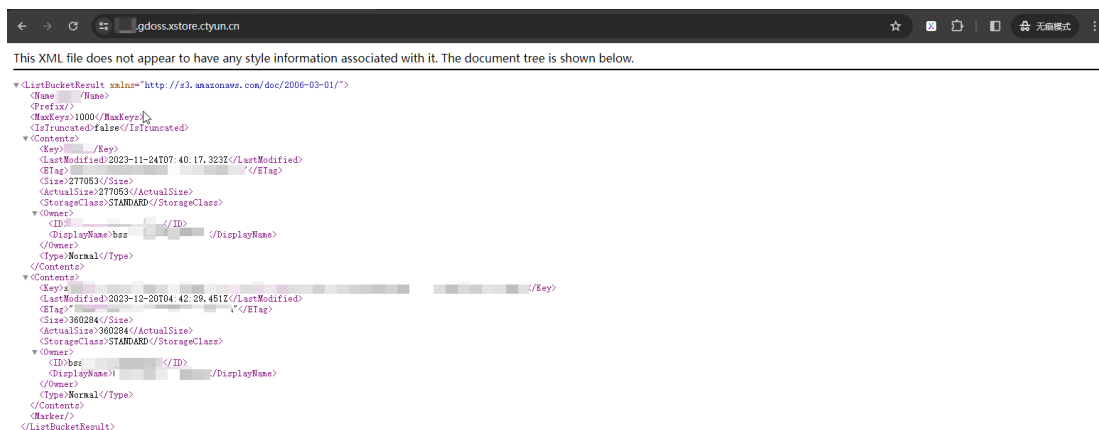 .gdoss.xstore.ctyun.cn
无痕模式
This XML file does not appear to have any style information associated with it. The document tree is shown below.
▼<ListBucketResult xmlns="http://s3.amazonaws.com/doc/2006-03-01/">
<Name /Name>
<Prefix/>
<MaxKeys>1000</MaxKeys>
<IsTruncated>false</IsTruncated>
▼<Contents>
<Key> /Key>
<LastModified>2023-11-24T07:40:17.323Z</LastModified>
<ETag> "</ETag>
<Size>277053</Size>
<ActualSize>277053</ActualSize>
<StorageClass>STANDARD</StorageClass>
▼<Owner>
<ID> </ID>
<DisplayName>bss </DisplayName>
</Owner>
<Type>Normal</Type>
</Contents>
▼<Contents>
<Key>s </Key>
<LastModified>2023-12-20T04:42:29.451Z</LastModified>
<ETag>" "</ETag>
<Size>360284</Size>
<ActualSize>360284</ActualSize>
<StorageClass>STANDARD</StorageClass>
▼<Owner>
<ID>bss </ID>
<DisplayName> </DisplayName>
</Owner>
<Type>Normal</Type>
</Contents>
<Marker/>
</ListBucketResult>